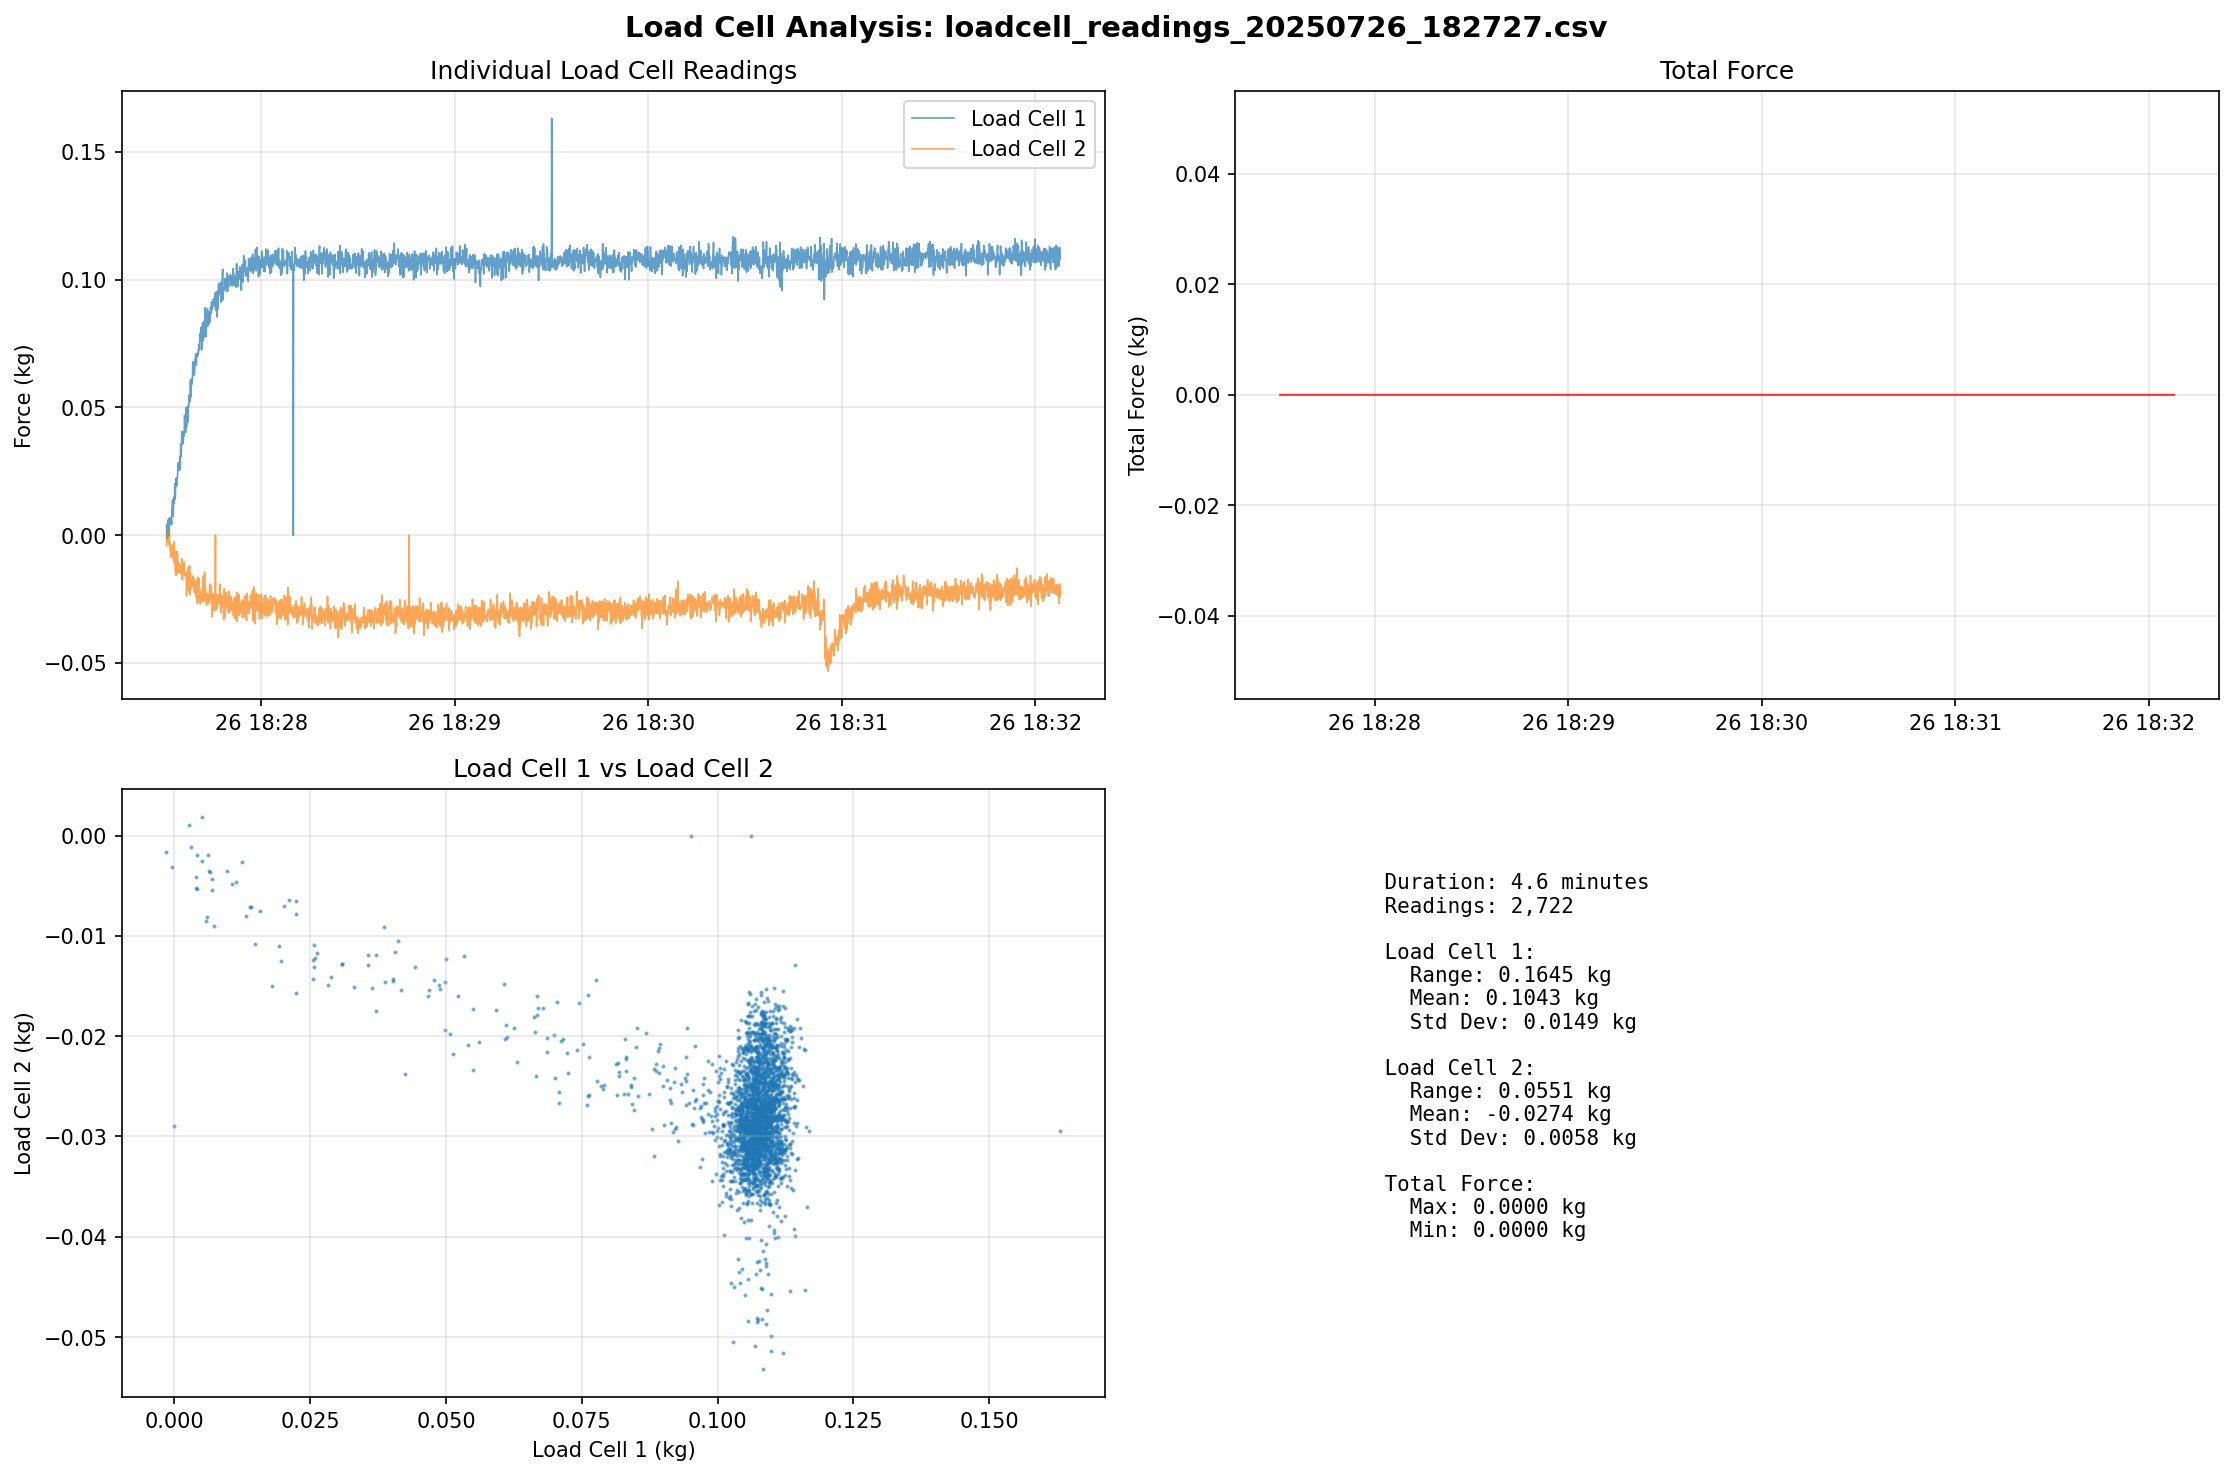 Load Cell Analysis: loadcell_readings_20250726_182727.csv
Individual Load Cell Readings
Load Cell 1
Load Cell 2
0.15
0.10
0.05
0.00
−0.05
Force (kg)
26 18:28
26 18:29
26 18:30
26 18:31
26 18:32
Total Force
0.04
0.02
0.00
−0.02
−0.04
Total Force (kg)
26 18:28
26 18:29
26 18:30
26 18:31
26 18:32
Load Cell 1 vs Load Cell 2
0.00
−0.01
−0.02
−0.03
−0.04
−0.05
Load Cell 2 (kg)
0.000
0.025
0.050
0.075
0.100
0.125
0.150
Load Cell 1 (kg)
Duration: 4.6 minutes
Readings: 2,722
Load Cell 1:
Range: 0.1645 kg
Mean: 0.1043 kg
Std Dev: 0.0149 kg
Load Cell 2:
Range: 0.0551 kg
Mean: -0.0274 kg
Std Dev: 0.0058 kg
Total Force:
Max: 0.0000 kg
Min: 0.0000 kg